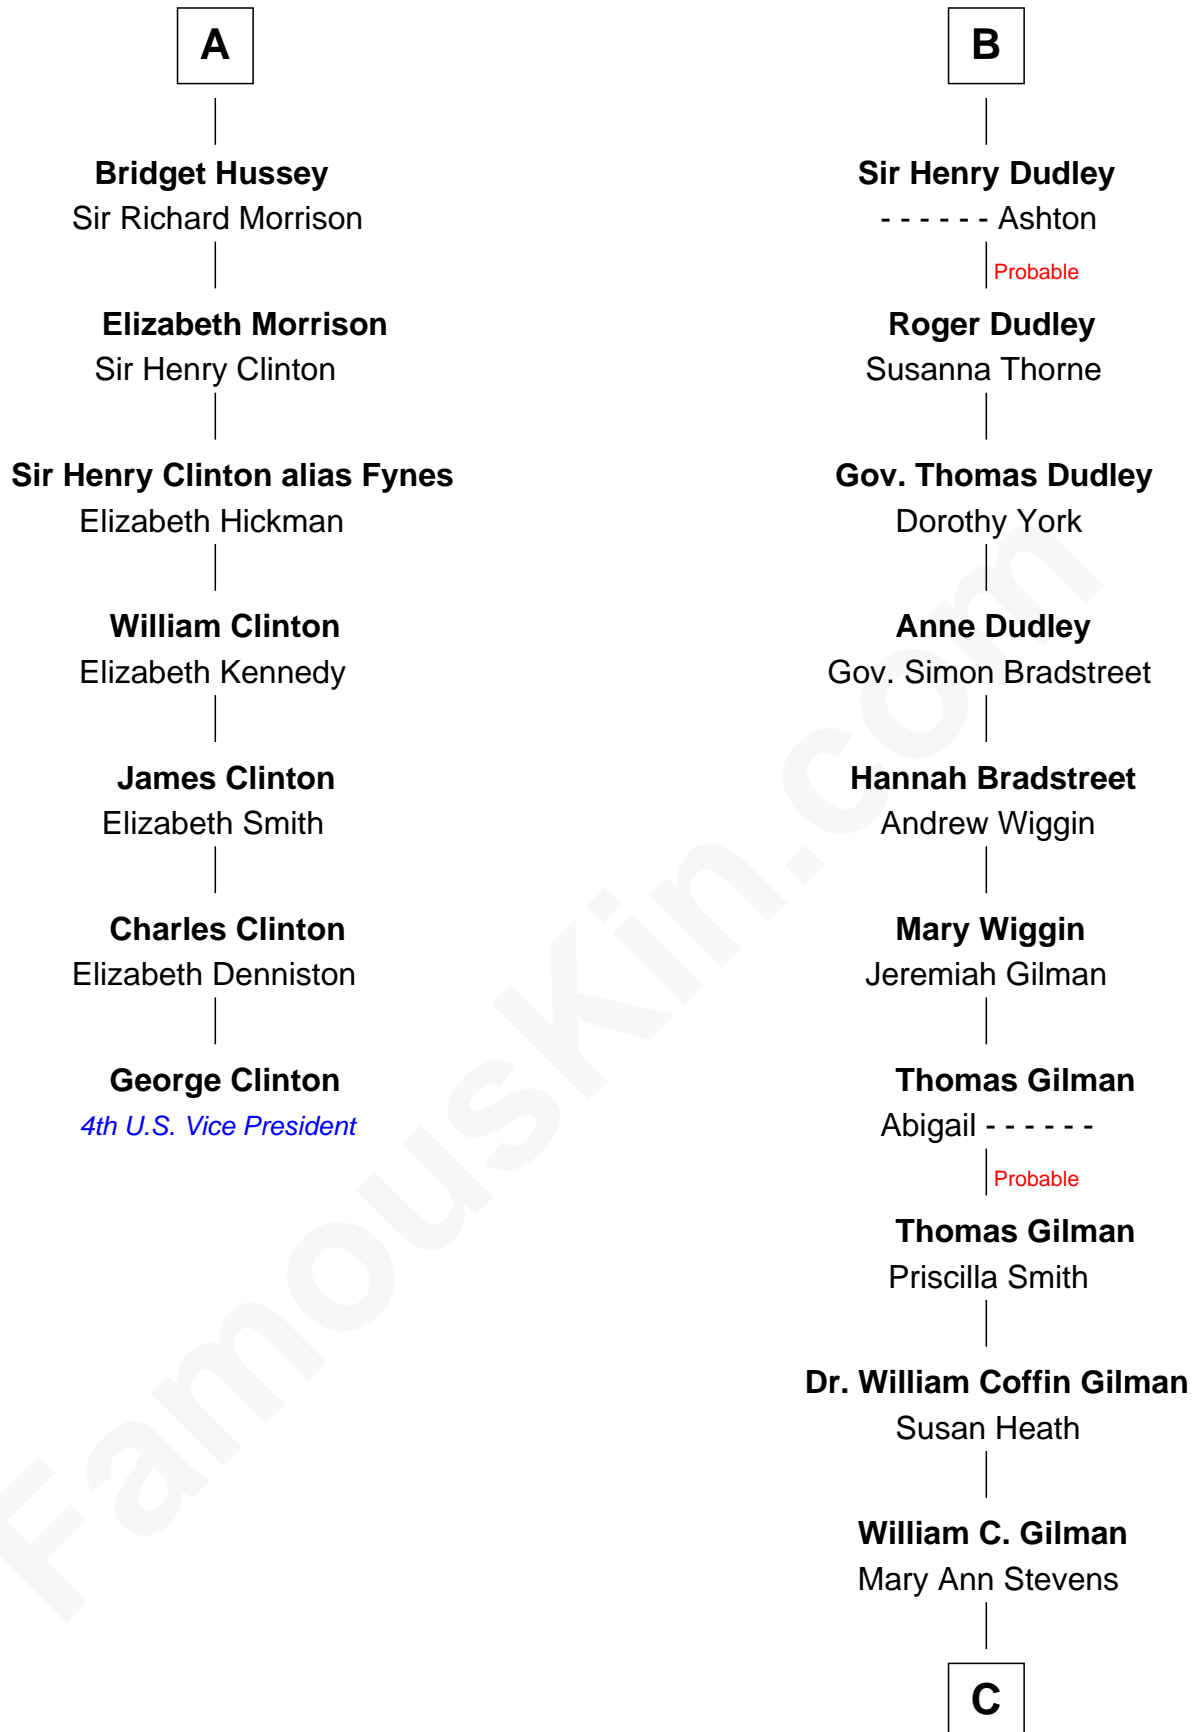 A
Bridget Hussey
Sir Richard Morrison
Elizabeth Morrison
Sir Henry Clinton
Sir Henry Clinton alias Fynes
Elizabeth Hickman
William Clinton
Elizabeth Kennedy
James Clinton
Elizabeth Smith
Charles Clinton
Elizabeth Denniston
George Clinton
4th U.S. Vice President
B
Sir Henry Dudley
- - - - - - Ashton
Probable
Roger Dudley
Susanna Thorne
Gov. Thomas Dudley
Dorothy York
Anne Dudley
Gov. Simon Bradstreet
Hannah Bradstreet
Andrew Wiggin
Mary Wiggin
Jeremiah Gilman
Thomas Gilman
Abigail - - - - - -
Probable
Thomas Gilman
Priscilla Smith
Dr. William Coffin Gilman
Susan Heath
William C. Gilman
Mary Ann Stevens
C
FamousKin.com